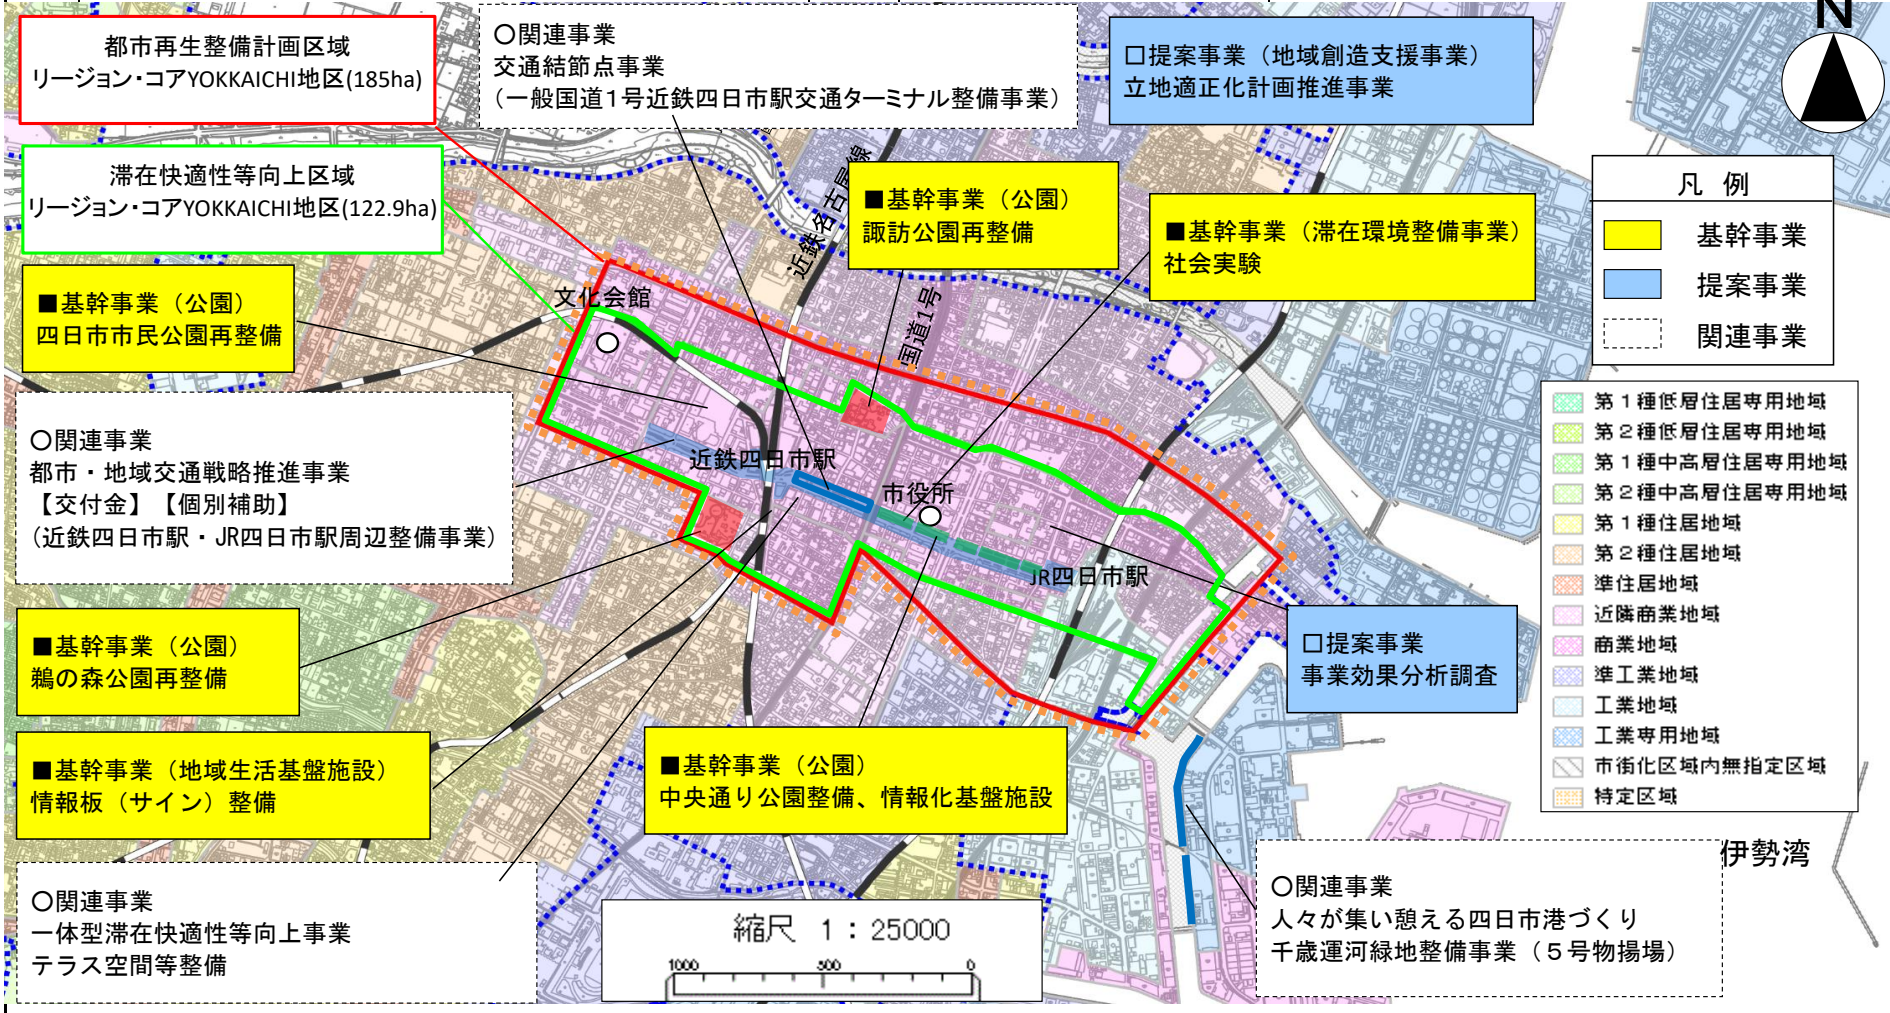 都市再生整備計画区域
リージョン・コアYOKKAICHI地区(185ha)
〇関連事業
交通結節点事業
（一般国道１号近鉄四日市駅交通ターミナル整備事業）
□提案事業（地域創造支援事業）
立地適正化計画推進事業
N
滞在快適性等向上区域
リージョン・コアYOKKAICHI地区(122.9ha)
近鉄名古屋線
■基幹事業（公園）
諏訪公園再整備
■基幹事業（滞在環境整備事業）
社会実験
凡 例
基幹事業
提案事業
関連事業
■基幹事業（公園）
四日市市民公園再整備
文化会館
国道1号
〇関連事業
都市・地域交通戦略推進事業
【交付金】【個別補助】
（近鉄四日市駅・JR四日市駅周辺整備事業）
近鉄四日市駅
市役所
JR四日市駅
第１種低層住居専用地域
第２種低層住居専用地域
第１種中高層住居専用地域
第２種中高層住居専用地域
第１種住居地域
第２種住居地域
準住居地域
近隣商業地域
商業地域
準工業地域
工業地域
工業専用地域
市街化区域内無指定区域
特定区域
■基幹事業（公園）
鵜の森公園再整備
□提案事業
事業効果分析調査
■基幹事業（地域生活基盤施設）
情報板（サイン）整備
■基幹事業（公園）
中央通り公園整備、情報化基盤施設
〇関連事業
一体型滞在快適性等向上事業
テラス空間等整備
縮尺 1：25000
1000 500 0
〇関連事業
人々が集い憩える四日市港づくり
千歳運河緑地整備事業（５号物揚場）
伊勢湾